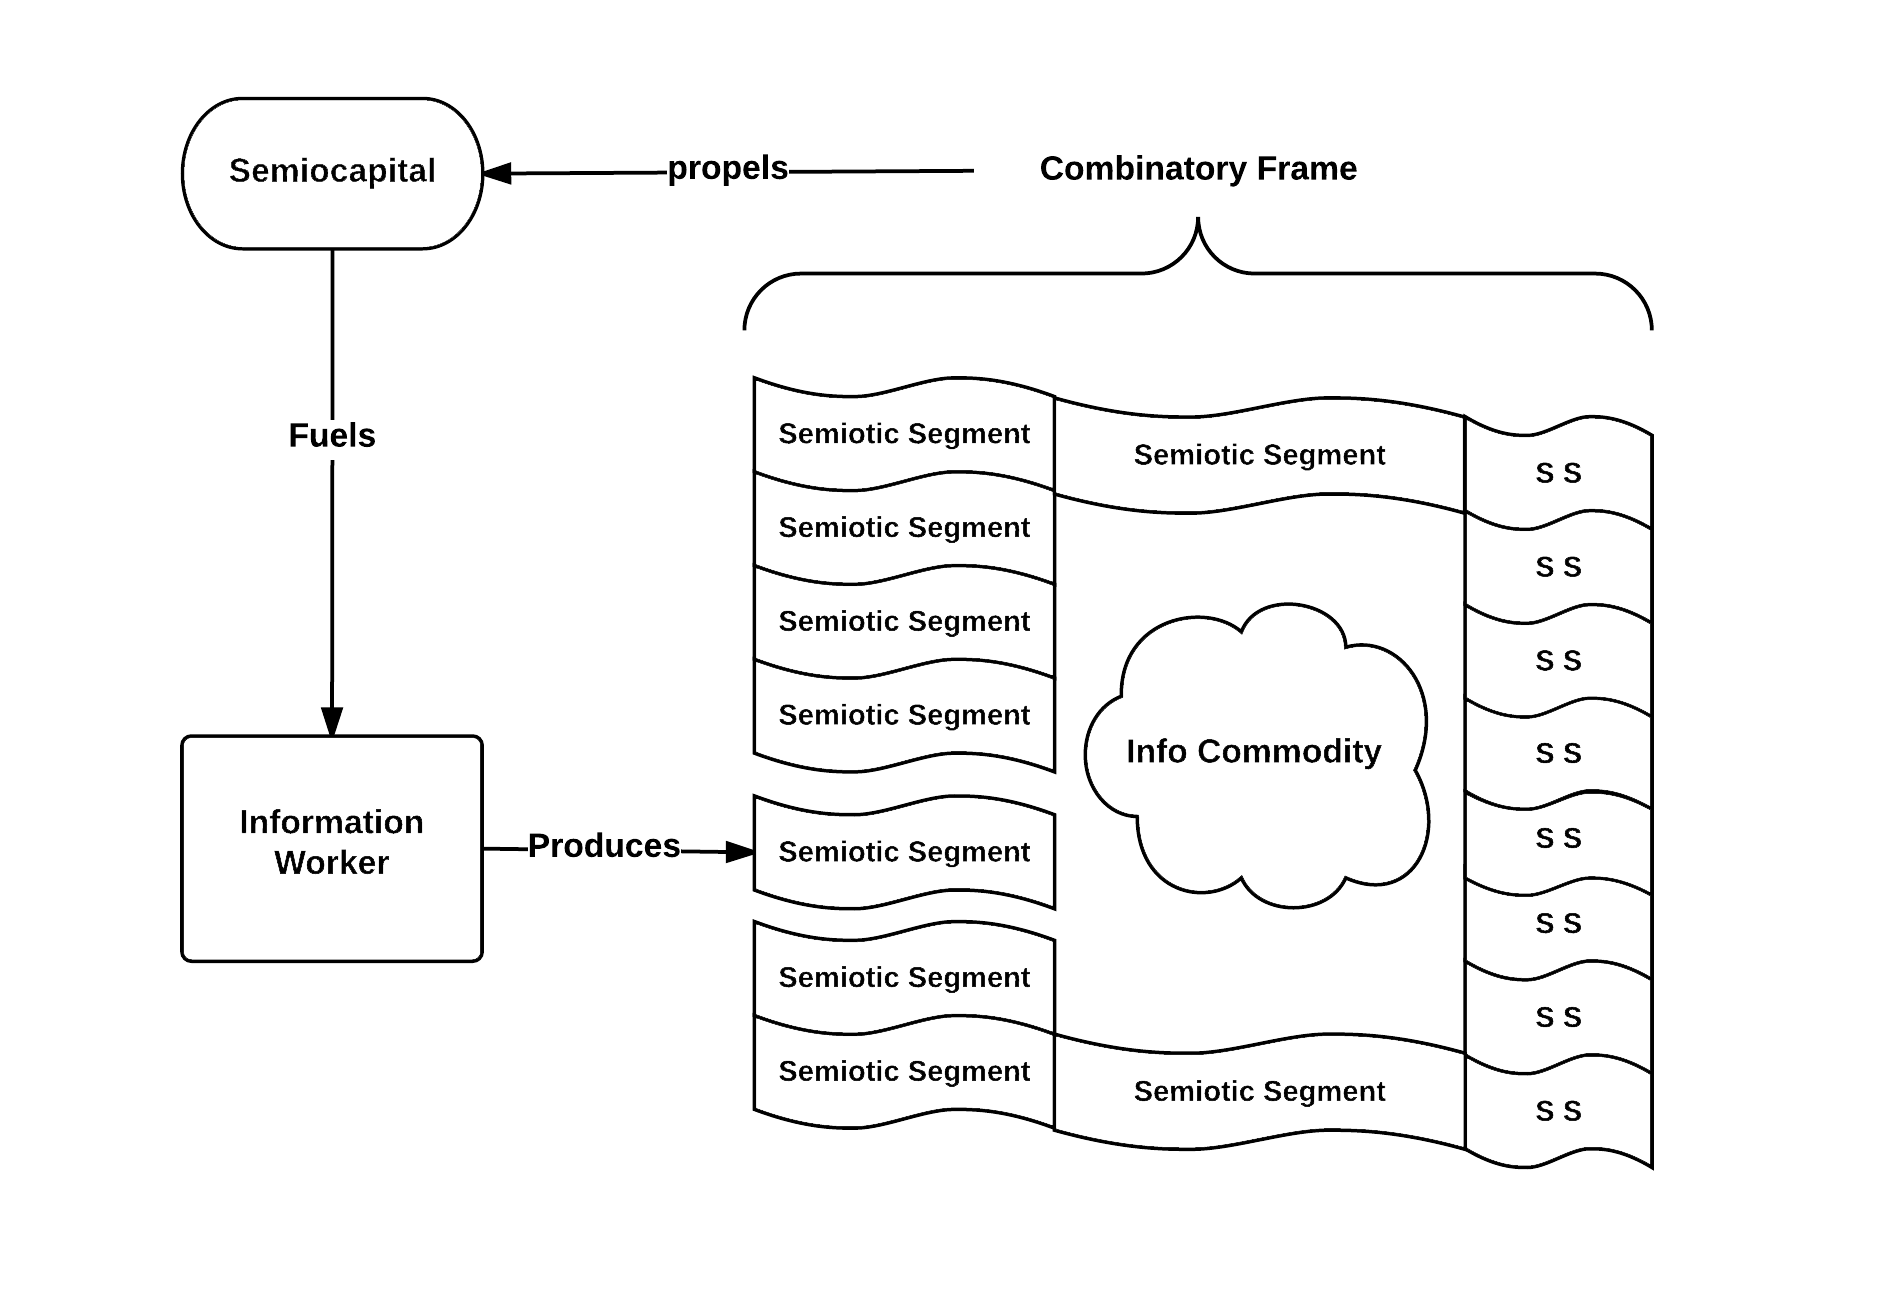 Semiocapital
propels
Combinatory Frame
Fuels
Semiotic Segment
Semiotic Segment
S S
Semiotic Segment
S S
Semiotic Segment
S S
Semiotic Segment
Info Commodity
S S
Information
Worker
Produces
Semiotic Segment
S S
S S
Semiotic Segment
S S
Semiotic Segment
Semiotic Segment
S S